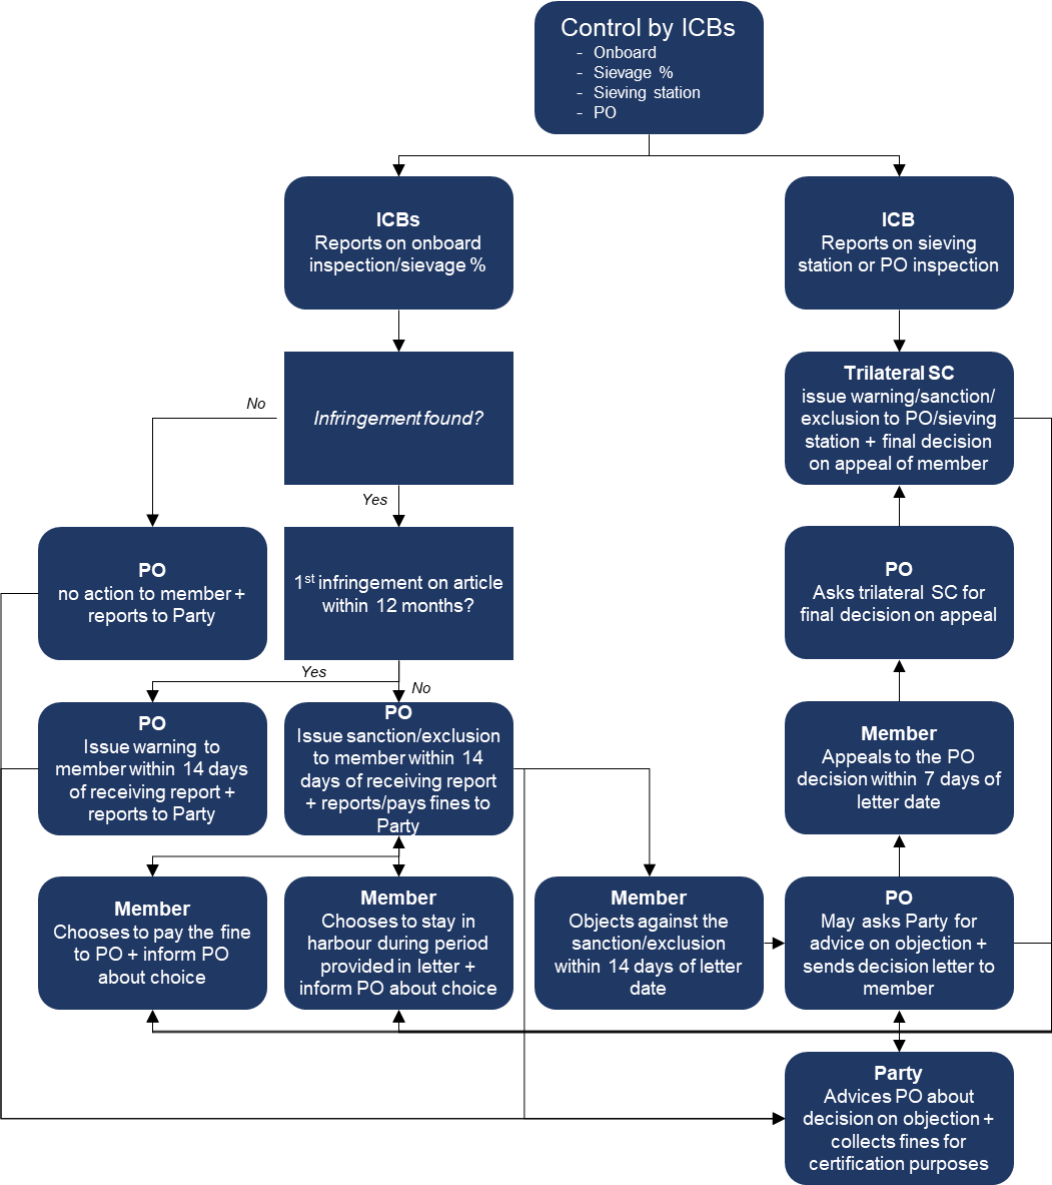 Control by ICBs
- Onboard
- Sievage %
- Sieving station
- PO
ICBs
Reports on onboard
inspection/sievage %
ICB
Reports on sieving
station or PO inspection
Infringement found?
No
Yes
Trilateral SC
issue warning/sanction/
exclusion to PO/sieving
station + final decision
on appeal of member
PO
no action to member +
reports to Party
1st infringement on article
within 12 months?
PO
Asks trilateral SC for
final decision on appeal
Yes
No
PO
Issue warning to
member within 14 days
of receiving report +
reports to Party
PO
Issue sanction/exclusion
to member within 14
days of receiving report
+ reports/pays fines to
Party
Member
Appeals to the PO
decision within 7 days of
letter date
Member
Chooses to pay the fine
to PO + inform PO
about choice
Member
Chooses to stay in
harbour during period
provided in letter +
inform PO about choice
Member
Objects against the
sanction/exclusion
within 14 days of letter
date
PO
May asks Party for
advice on objection +
sends decision letter to
member
Party
Advices PO about
decision on objection +
collects fines for
certification purposes